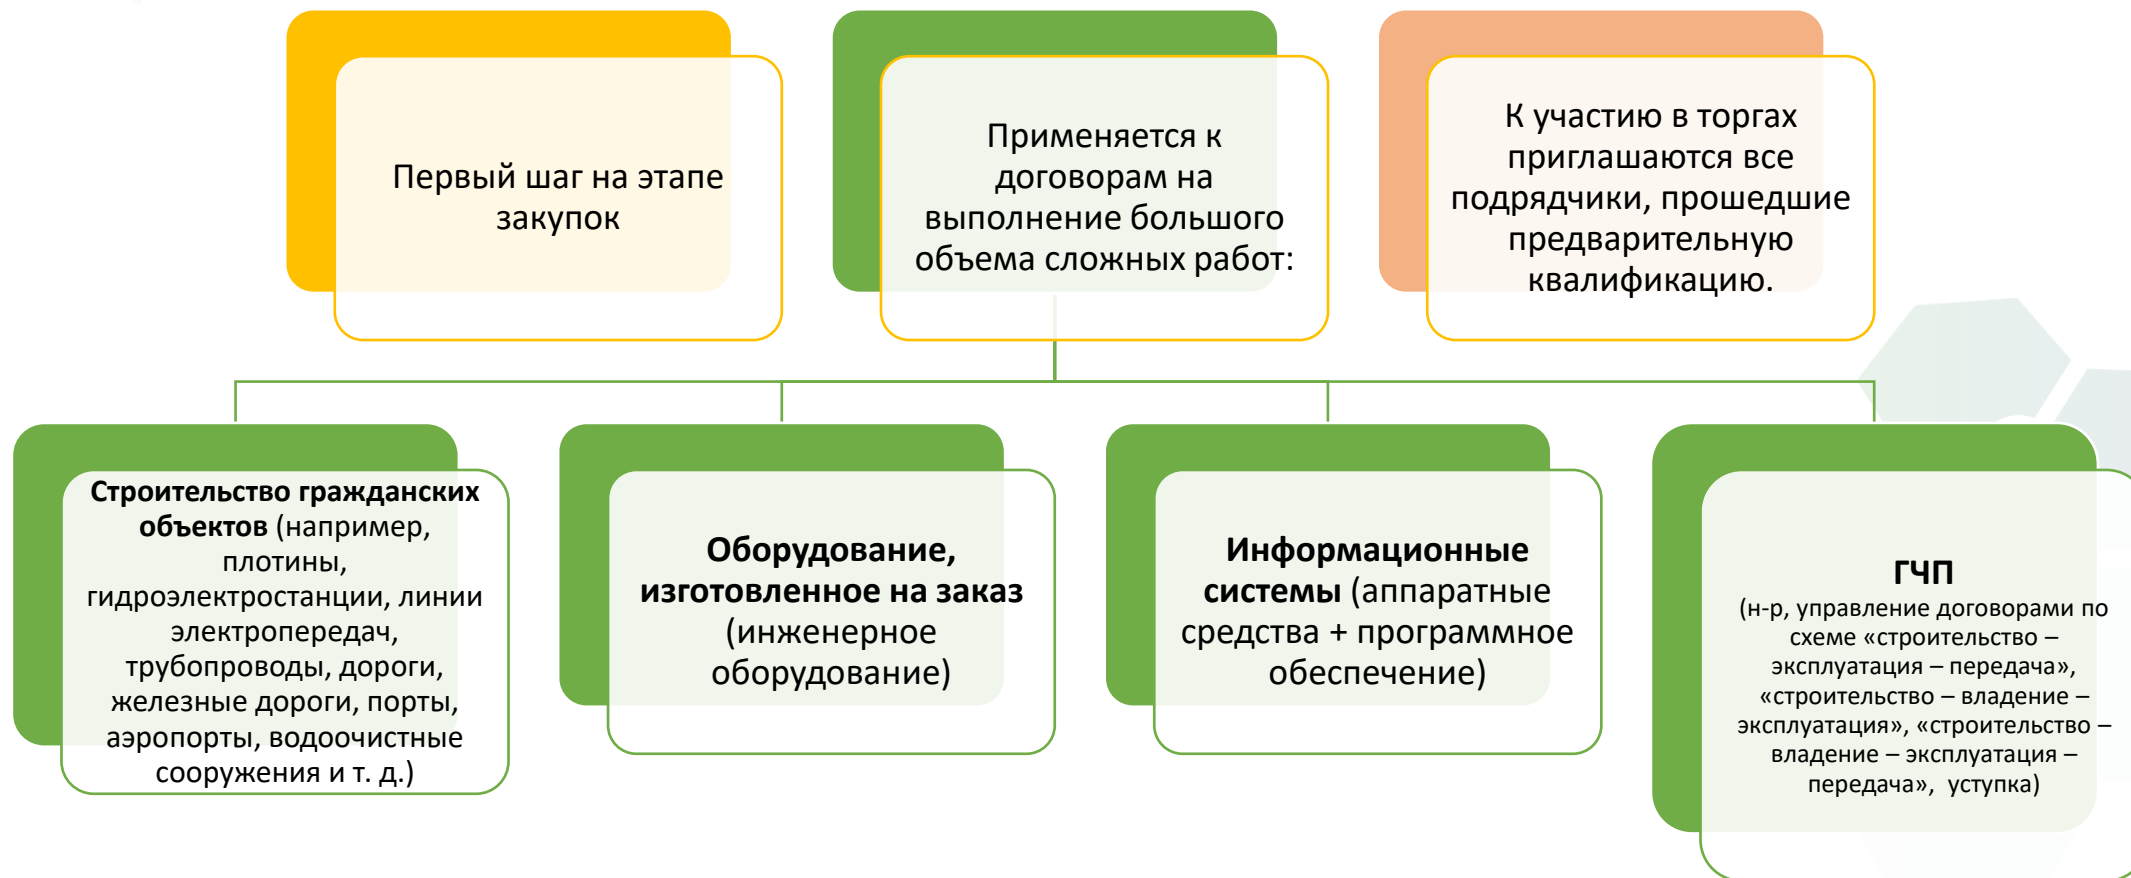 Первый шаг на этапе
закупок
Применяется к
договорам на
выполнение большого
объема сложных работ:
К участию в торгах
приглашаются все
подрядчики, прошедшие
предварительную
квалификацию.
Строительство гражданских
объектов (например,
плотины,
гидроэлектростанции, линии
электропередач,
трубопроводы, дороги,
железные дороги, порты,
аэропорты, водоочистные
сооружения и т. д.)
Оборудование,
изготовленное на заказ
(инженерное
оборудование)
Информационные
системы (аппаратные
средства + программное
обеспечение)
ГЧП
(н-р, управление договорами по
схеме «строительство –
эксплуатация – передача»,
«строительство – владение –
эксплуатация», «строительство –
владение – эксплуатация –
передача», уступка)